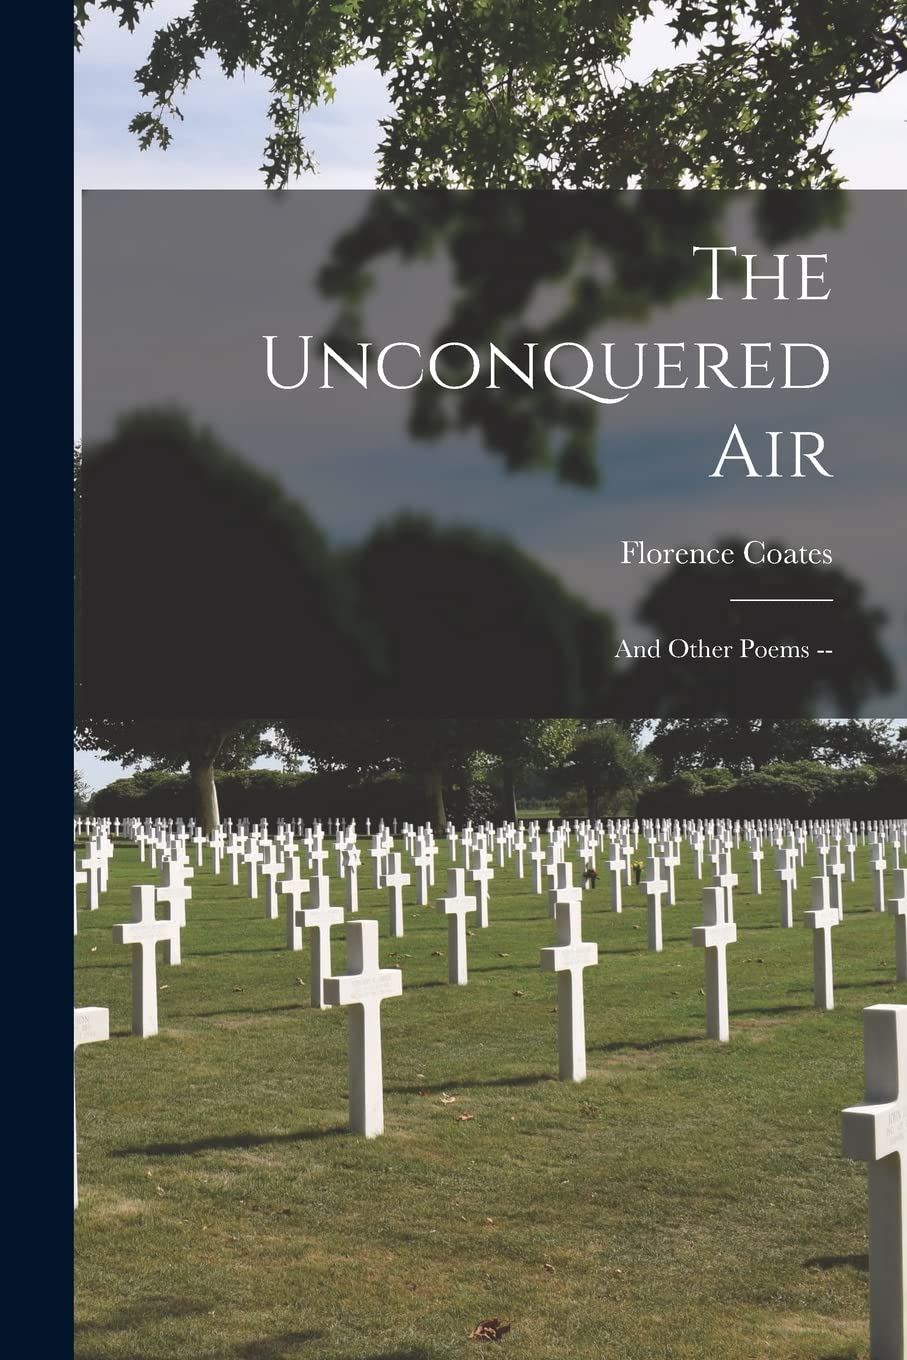 THE
UNCONQUERED
AIR
Florence Coates
And Other Poems --